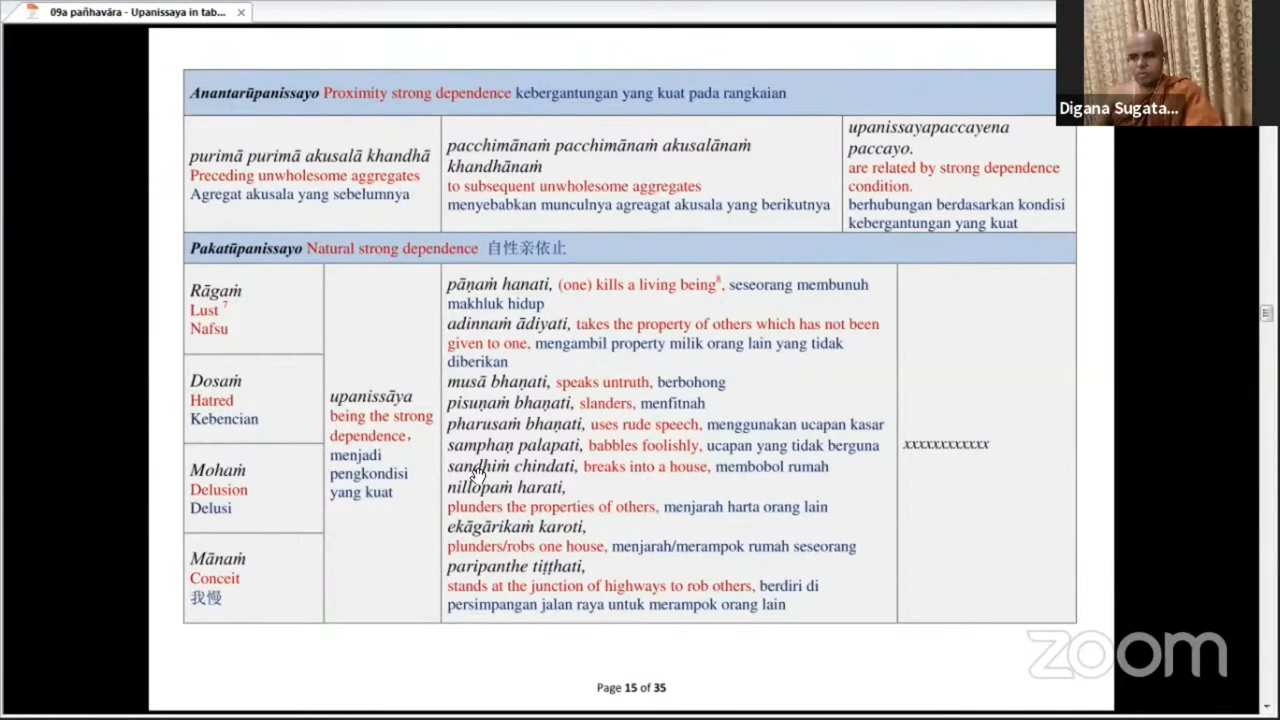 09a pañhavára - Upanissaya in tab...
Digana Sugata...
Anantarūpanissayo Proximity strong dependence kebergantungan yang kuat pada rangkaian
purimā purimā akusalā khandhā
Preceding unwholesome aggregates
Agregat akusala yang sebelumnya
pacchimānaṁ pacchimānaṁ akusalānaṁ
khandhānaṁ
to subsequent unwholesome aggregates
menyebabkan munculnya agreagat akusala yang berikutnya
upanissayapaccayena
paccayo.
are related by strong dependence
condition.
berhubungan berdasarkan kondisi
kebergantungan yang kuat
Pakatūpanissayo Natural strong dependence 自性亲依止
Rāgaṁ
Lust 7
Nafsu
Dosaṁ
Hatred
Kebencian
Mohaṁ
Delusion
Delusi
Mānaṁ
Conceit
我慢
upanissāya
being the strong
dependence,
menjadi
pengkondisi
yang kuat
pāṇaṁ hanati, (one) kills a living being8, seseorang membunuh
makhluk hidup
adinnaṁ ādiyati, takes the property of others which has not been
given to one, mengambil property milik orang lain yang tidak
diberikan
musā bhaṇati, speaks untruth, berbohong
pisuṇaṁ bhaṇati, slanders, menfitnah
pharusaṁ bhaṇati, uses rude speech, menggunakan ucapan kasar
samphaṇ palapati, babbles foolishly, ucapan yang tidak berguna
sandhiṁ chindati, breaks into a house, membobol rumah
nillopaṁ harati,
plunders the properties of others, menjarah harta orang lain
ekāgārikaṁ karoti,
plunders/robs one house, menjarah/merampok rumah seseorang
paripanthe tiṭṭhati,
stands at the junction of highways to rob others, berdiri di
persimpangan jalan raya untuk merampok orang lain
xxxxxxxxxxxx
zoom
Page 15 of 35